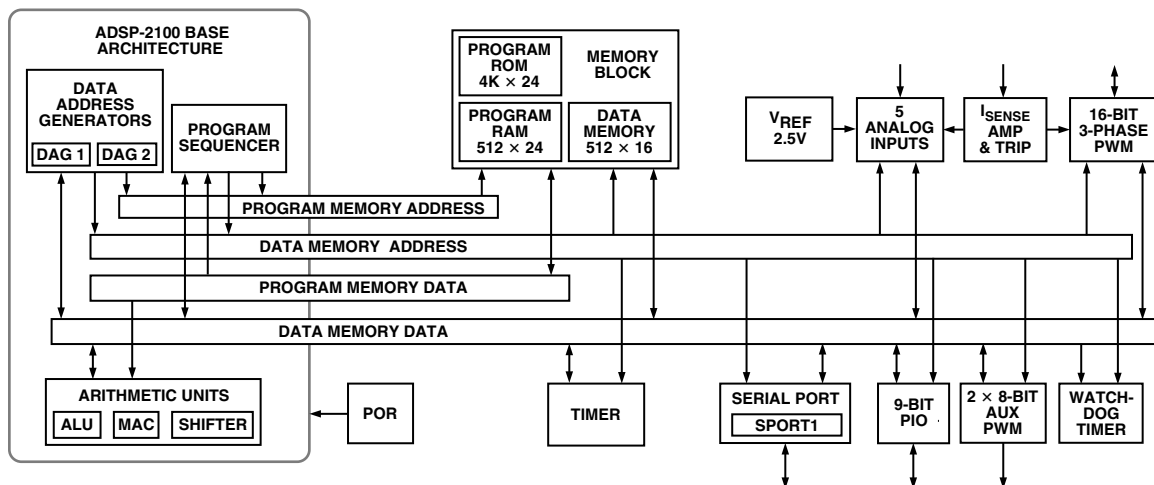 ADSP-2100 BASE
ARCHITECTURE
DATA
ADDRESS
GENERATORS
DAG 1
DAG 2
PROGRAM
SEQUENCER
PROGRAM
ROM
4K × 24
MEMORY
BLOCK
PROGRAM
RAM
512 × 24
DATA
MEMORY
512 × 16
VREF
2.5V
5
ANALOG
INPUTS
ISENSE
AMP
& TRIP
16-BIT
3-PHASE
PWM
PROGRAM MEMORY ADDRESS
DATA MEMORY ADDRESS
PROGRAM MEMORY DATA
DATA MEMORY DATA
ARITHMETIC UNITS
ALU
MAC
SHIFTER
POR
TIMER
SERIAL PORT
SPORT1
9-BIT
PIO
2 × 8-BIT
AUX
PWM
WATCH-
DOG
TIMER